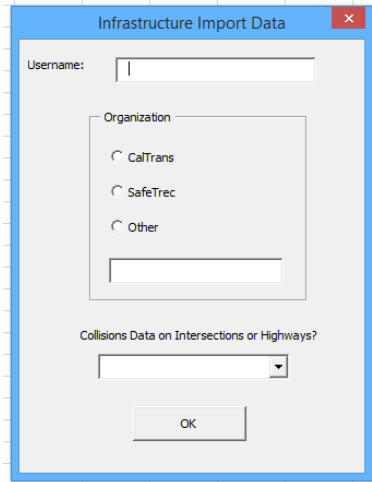 Infrastructure Import Data
Username:
Organization
CalTrans
SafeTrec
Other
Collisions Data on Intersections or Highways?
OK